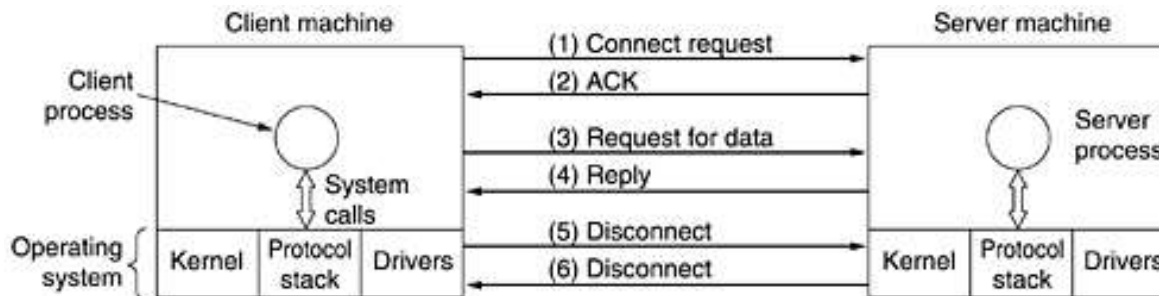 Client machine
Server machine
(1) Connect request
(2) ACK
Client
process
(3) Request for data
Server
process
(4) Reply
System
calls
Operating
system
Kernel
Protocol
stack
Drivers
(5) Disconnect
(6) Disconnect
Kernel
Protocol
stack
Drivers